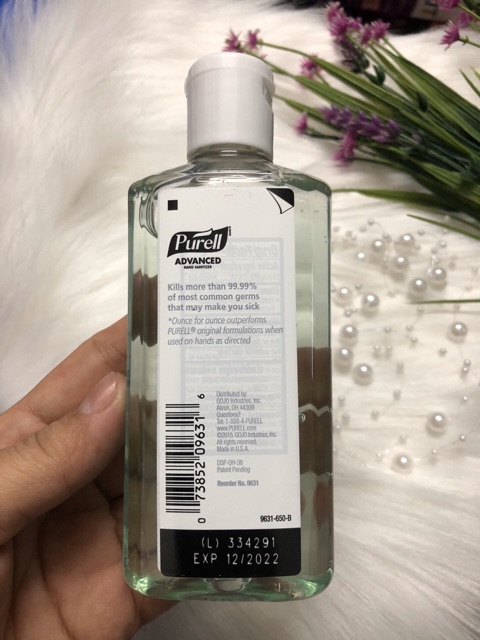 Purell
ADVANCED
HAND SANITIZER
Kills more than 99.99%
of most common germs
that may make you sick
*Ounce for ounce outperforms
PURELL® original formulations when
used on hands as directed
Distributed by:
GOJO Industries, Inc.
Akron, OH 44309
Questions?
Tel. 1-888-4-PURELL
www.PURELL.com
©2015. GOJO Industries, Inc.
All rights reserved.
Made in U.S.A.
DSP-OH-36
Patent Pending
Reorder No. 9631
0 73852 09631 6
9631-650-B
(L) 334291
EXP 12/2022